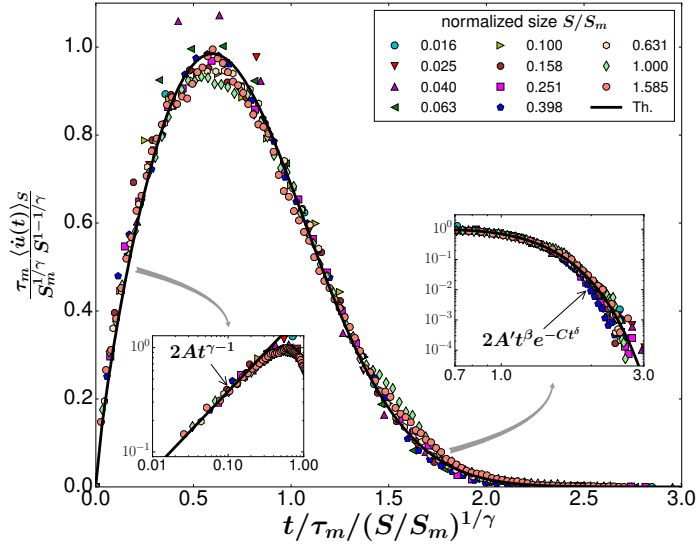 normalized size S/S_m
0.016 0.100 0.631
0.025 0.158 1.000
0.040 0.251 1.585
0.063 0.398 Th.
τ_m ⟨u̇(t)⟩_S
S_m^{1/γ} S^{1−1/γ}
1.0
0.8
0.6
0.4
0.2
0.0
10^0
10^{-1}
10^{-2}
10^{-3}
10^{-4}
2A′t^β e^{−Ct^δ}
0.7 1.0 3.0
10^0
2At^{γ−1}
10^{-1}
0.01 0.10 1.00
0.0 0.5 1.0 1.5 2.0 2.5 3.0
t/τ_m/(S/S_m)^{1/γ}